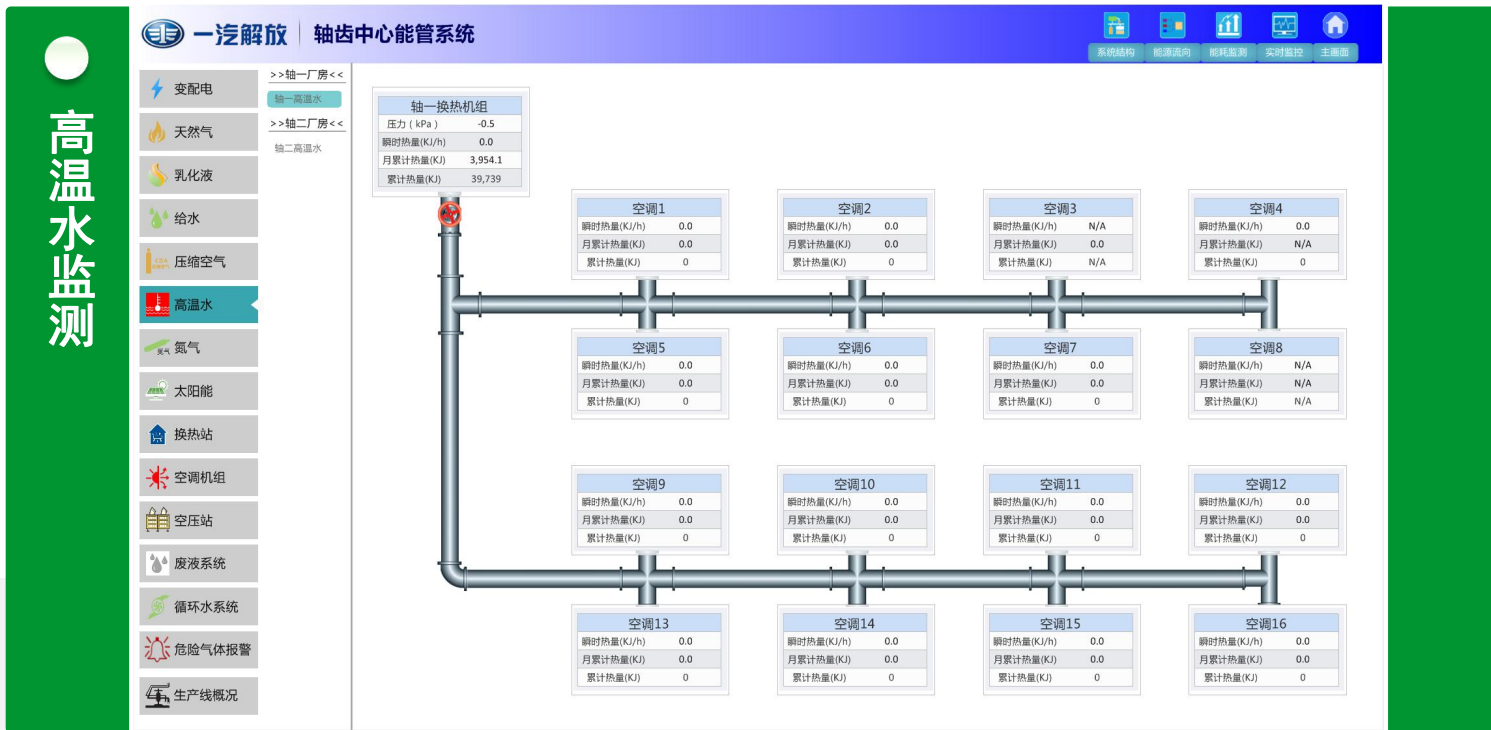 高温水监测
一汽解放 轴齿中心能管系统
系统结构 能源流向 能耗监测 实时监控 主画面
变配电
天然气
乳化液
给水
压缩空气
高温水
氮气
氮气
太阳能
换热站
空调机组
空压站
废液系统
循环水系统
危险气体报警
生产线概况
>>轴一厂房<<
轴一高温水
>>轴二厂房<<
轴二高温水
轴一换热机组
压力 ( kPa ) -0.5
瞬时热量(KJ/h) 0.0
月累计热量(KJ) 3,954.1
累计热量(KJ) 39,739
空调1 空调2 空调3 空调4
瞬时热量(KJ/h) 0.0 瞬时热量(KJ/h) 0.0 瞬时热量(KJ/h) N/A 瞬时热量(KJ/h) 0.0
月累计热量(KJ) 0.0 月累计热量(KJ) 0.0 月累计热量(KJ) 0.0 月累计热量(KJ) N/A
累计热量(KJ) 0 累计热量(KJ) 0 累计热量(KJ) N/A 累计热量(KJ) 0
空调5 空调6 空调7 空调8
瞬时热量(KJ/h) 0.0 瞬时热量(KJ/h) 0.0 瞬时热量(KJ/h) 0.0 瞬时热量(KJ/h) N/A
月累计热量(KJ) 0.0 月累计热量(KJ) 0.0 月累计热量(KJ) 0.0 月累计热量(KJ) N/A
累计热量(KJ) 0 累计热量(KJ) 0 累计热量(KJ) 0 累计热量(KJ) N/A
空调9 空调10 空调11 空调12
瞬时热量(KJ/h) 0.0 瞬时热量(KJ/h) 0.0 瞬时热量(KJ/h) 0.0 瞬时热量(KJ/h) 0.0
月累计热量(KJ) 0.0 月累计热量(KJ) 0.0 月累计热量(KJ) 0.0 月累计热量(KJ) 0.0
累计热量(KJ) 0 累计热量(KJ) 0 累计热量(KJ) 0 累计热量(KJ) 0
空调13 空调14 空调15 空调16
瞬时热量(KJ/h) 0.0 瞬时热量(KJ/h) 0.0 瞬时热量(KJ/h) 0.0 瞬时热量(KJ/h) 0.0
月累计热量(KJ) 0.0 月累计热量(KJ) 0.0 月累计热量(KJ) 0.0 月累计热量(KJ) 0.0
累计热量(KJ) 0 累计热量(KJ) 0 累计热量(KJ) 0 累计热量(KJ) 0